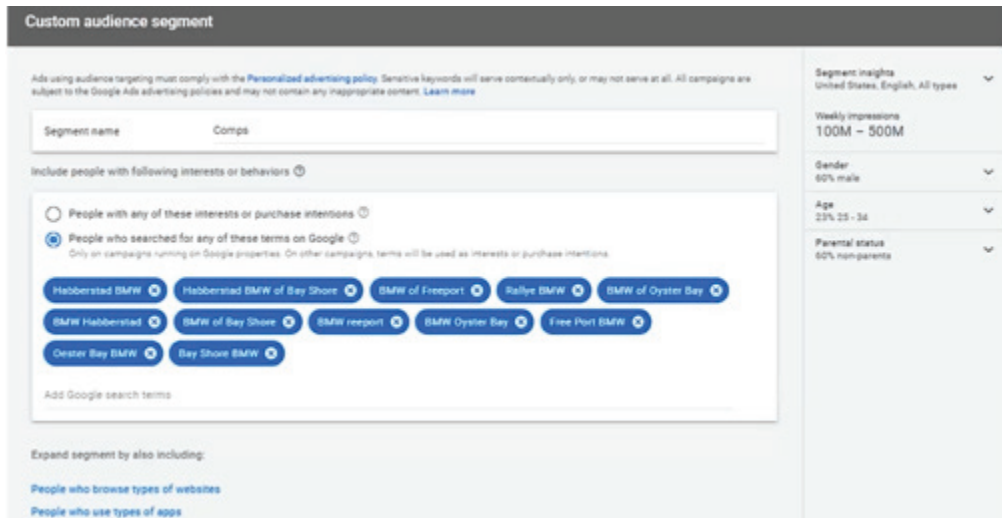 Custom audience segment
Ads using audience targeting must comply with the Personalized advertising policy. Sensitive keywords will serve contextually only, or may not serve at all. All campaigns are
subject to the Google Ads advertising policies and may not contain any inappropriate content. Learn more
Segment name Comps
Include people with following interests or behaviors
People with any of these interests or purchase intentions
People who searched for any of these terms on Google
Only on campaigns running on Google properties. On other campaigns, terms will be used as interests or purchase intentions.
Habberstad BMW Habberstad BMW of Bay Shore BMW of Freeport Rallye BMW BMW of Oyster Bay
BMW Habberstad BMW of Bay Shore BMW reeport BMW Oyster Bay Free Port BMW
Oester Bay BMW Bay Shore BMW
Add Google search terms
Expand segment by also including:
People who browse types of websites
People who use types of apps
Segment insights
United States, English, All types
Weekly impressions
100M – 500M
Gender
60% male
Age
23% 25 - 34
Parental status
60% non-parents